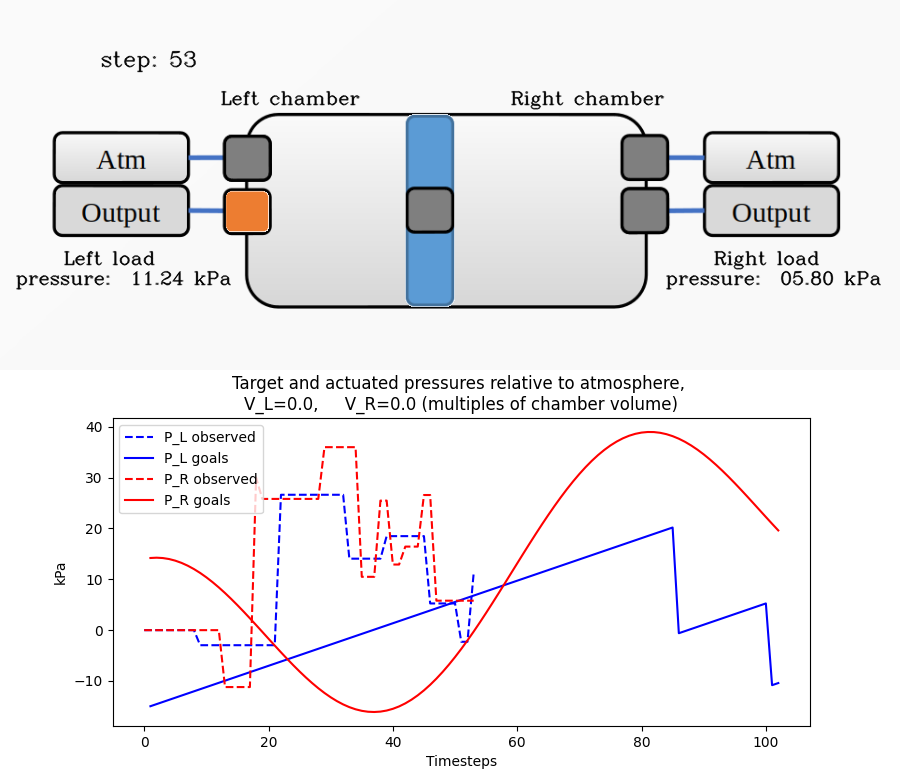 step: 53
Left chamber
Right chamber
Atm
Atm
Output
Output
Left load
pressure: 11.24 kPa
Right load
pressure: 05.80 kPa
Target and actuated pressures relative to atmosphere,
V_L=0.0, V_R=0.0 (multiples of chamber volume)
P_L observed
P_L goals
P_R observed
P_R goals
40
30
20
10
0
−10
kPa
0 20 40 60 80 100
Timesteps